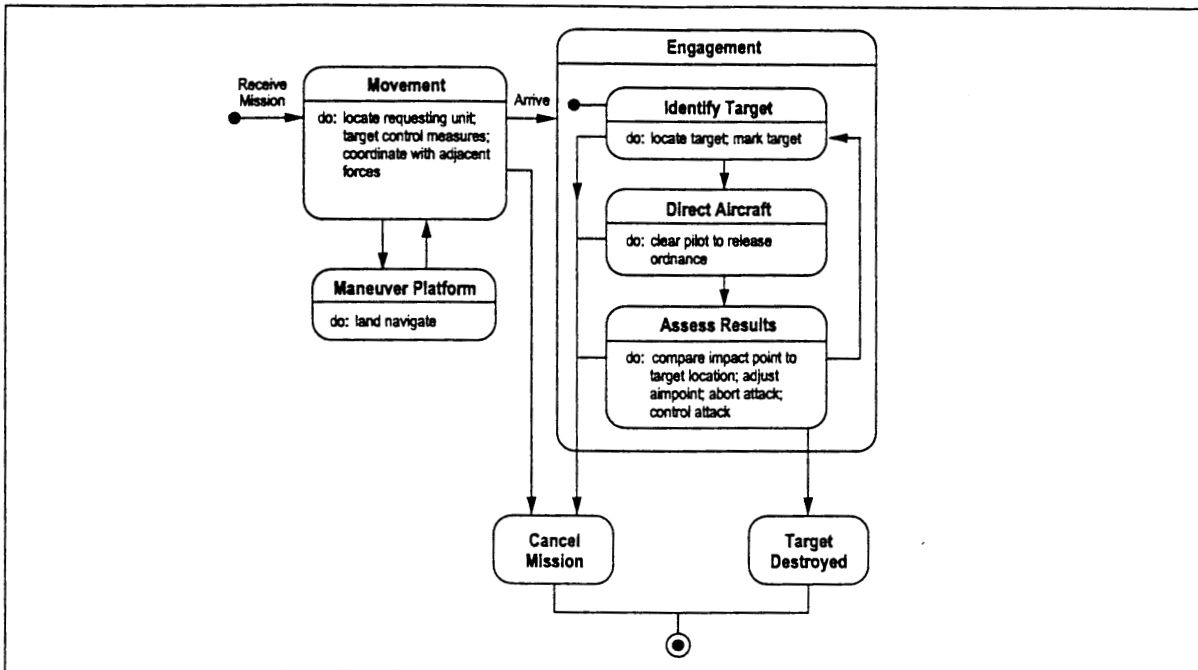 Receive
Mission
Movement
do: locate requesting unit;
target control measures;
coordinate with adjacent
forces
Maneuver Platform
do: land navigate
Arrive
Engagement
Identify Target
do: locate target; mark target
Direct Aircraft
do: clear pilot to release
ordnance
Assess Results
do: compare impact point to
target location; adjust
aimpoint; abort attack;
control attack
Cancel
Mission
Target
Destroyed